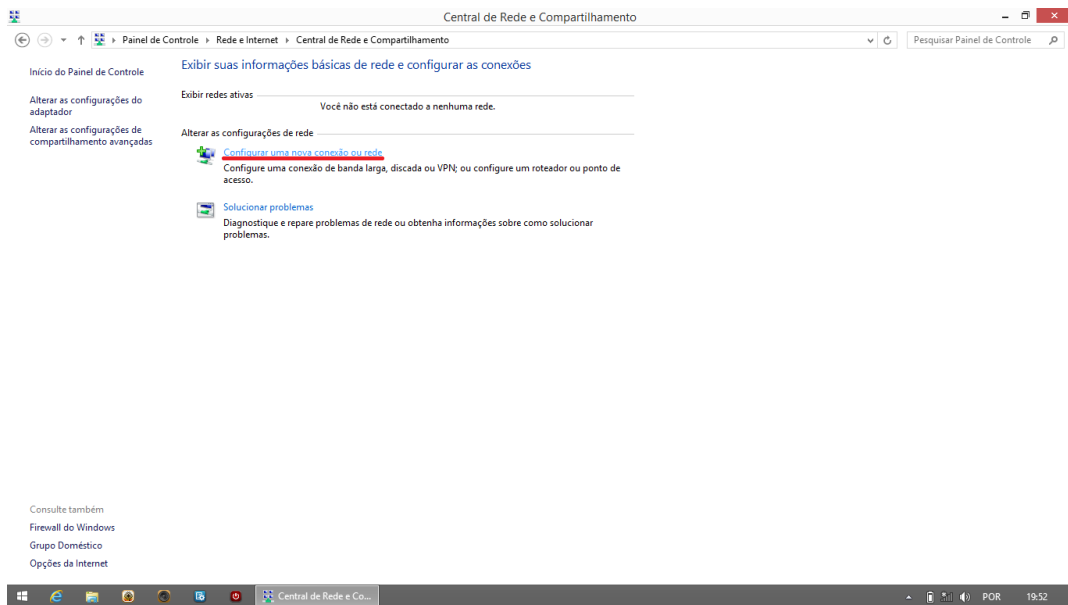 Central de Rede e Compartilhamento
Painel de Controle Rede e Internet Central de Rede e Compartilhamento
Pesquisar Painel de Controle
Início do Painel de Controle
Alterar as configurações do
adaptador
Alterar as configurações de
compartilhamento avançadas
Exibir suas informações básicas de rede e configurar as conexões
Exibir redes ativas
Você não está conectado a nenhuma rede.
Alterar as configurações de rede
Configurar uma nova conexão ou rede
Configure uma conexão de banda larga, discada ou VPN; ou configure um roteador ou ponto de
acesso.
Solucionar problemas
Diagnostique e repare problemas de rede ou obtenha informações sobre como solucionar
problemas.
Consulte também
Firewall do Windows
Grupo Doméstico
Opções da Internet
Central de Rede e Co...
POR
19:52